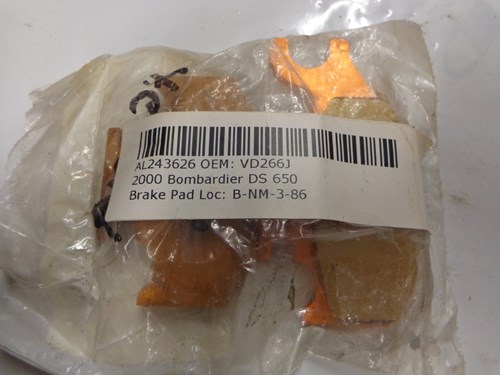 AL243626 OEM: VD266J
2000 Bombardier DS 650
Brake Pad Loc: B-NM-3-86